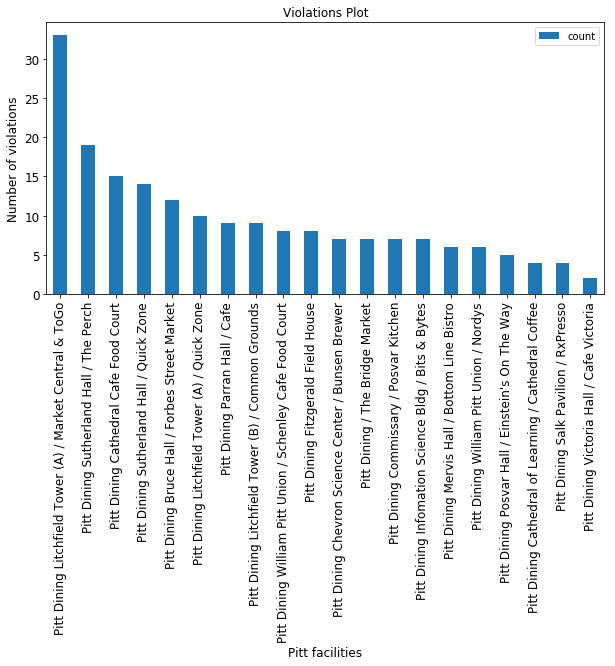 Violations Plot
count
Number of violations
30
25
20
15
10
5
0
Pitt Dining Litchfield Tower (A) / Market Central & ToGo
Pitt Dining Sutherland Hall / The Perch
Pitt Dining Cathedral Cafe Food Court
Pitt Dining Sutherland Hall / Quick Zone
Pitt Dining Bruce Hall / Forbes Street Market
Pitt Dining Litchfield Tower (A) / Quick Zone
Pitt Dining Parran Hall / Cafe
Pitt Dining Litchfield Tower (B) / Common Grounds
Pitt Dining William Pitt Union / Schenley Cafe Food Court
Pitt Dining Fitzgerald Field House
Pitt Dining Chevron Science Center / Bunsen Brewer
Pitt Dining / The Bridge Market
Pitt Dining Commissary / Posvar Kitchen
Pitt Dining Infomation Science Bldg / Bits & Bytes
Pitt Dining Mervis Hall / Bottom Line Bistro
Pitt Dining William Pitt Union / Nordys
Pitt Dining Posvar Hall / Einstein's On The Way
Pitt Dining Cathedral of Learning / Cathedral Coffee
Pitt Dining Salk Pavilion / RxPresso
Pitt Dining Victoria Hall / Cafe Victoria
Pitt facilities